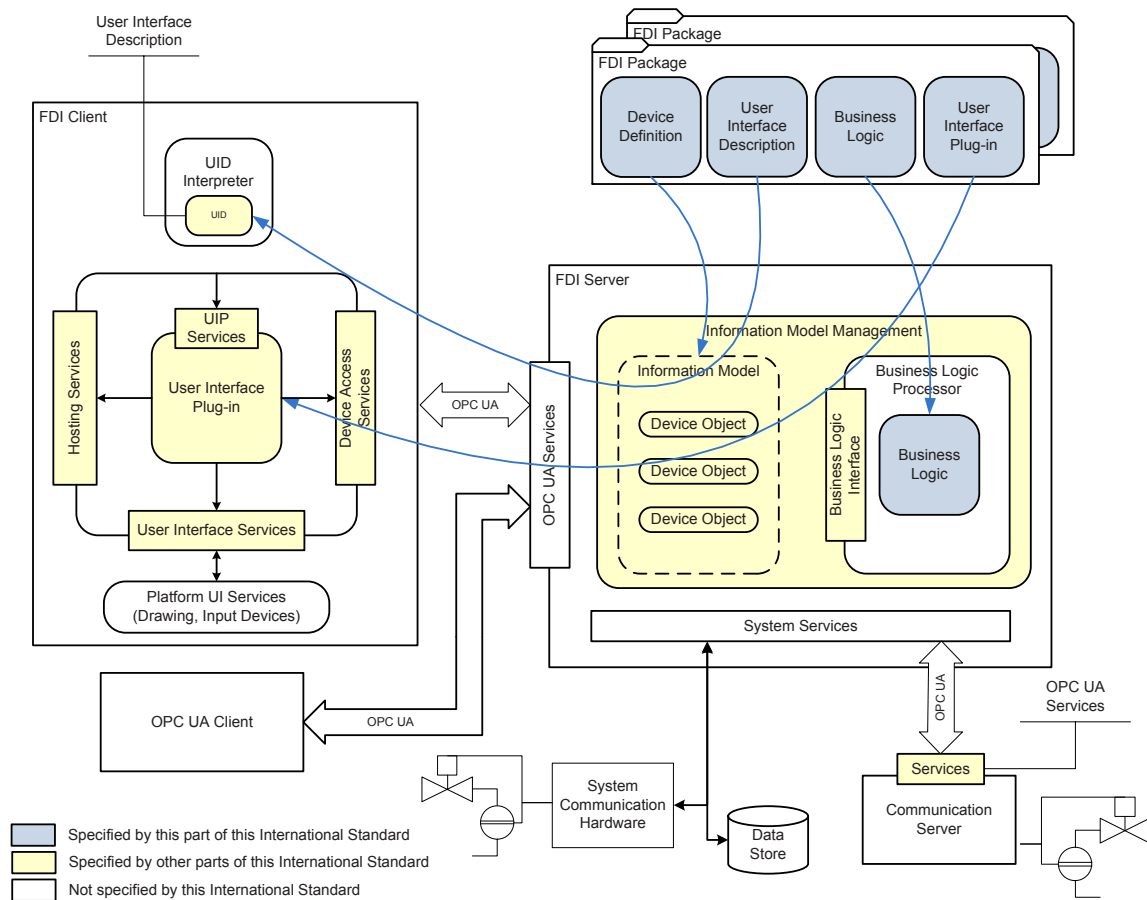 User Interface
Description
FDI Package
FDI Package
Device
Definition
User
Interface
Description
Business
Logic
User
Interface
Plug-in
FDI Client
UID
Interpreter
UID
UIP
Services
Hosting Services
User Interface
Plug-in
Device Access
Services
User Interface Services
Platform UI Services
(Drawing, Input Devices)
OPC UA
FDI Server
OPC UA Services
Information Model Management
Information Model
Device Object
Device Object
Device Object
Business Logic
Processor
Business Logic
Interface
Business
Logic
System Services
OPC UA Client
OPC UA
OPC UA
OPC UA
Services
Services
Communication
Server
System
Communication
Hardware
Data
Store
Specified by this part of this International Standard
Specified by other parts of this International Standard
Not specified by this International Standard